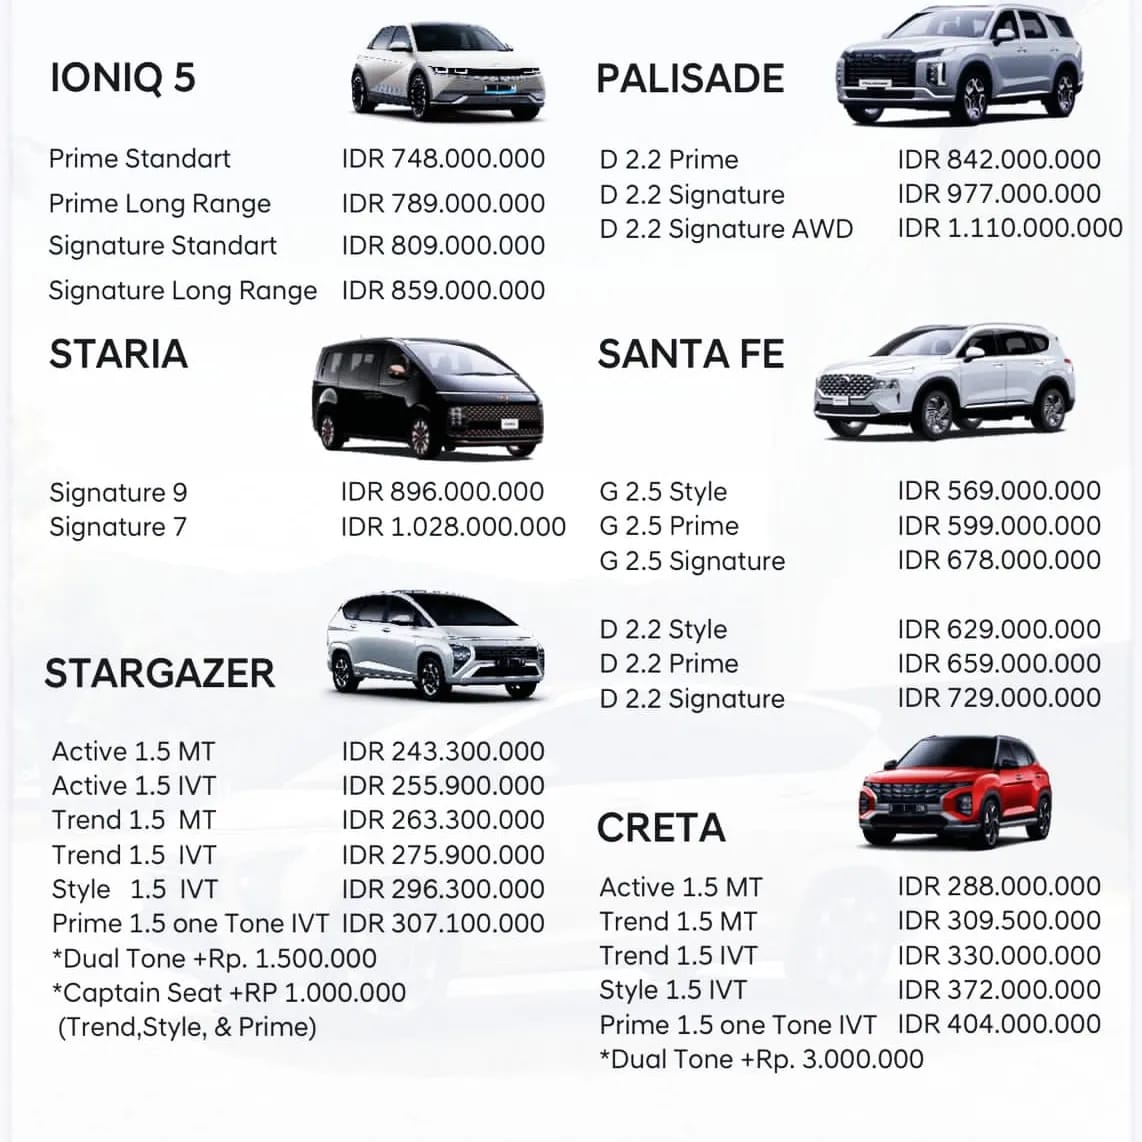 IONIQ 5
Prime Standart IDR 748.000.000
Prime Long Range IDR 789.000.000
Signature Standart IDR 809.000.000
Signature Long Range IDR 859.000.000
STARIA
Signature 9 IDR 896.000.000
Signature 7 IDR 1.028.000.000
STARGAZER
Active 1.5 MT IDR 243.300.000
Active 1.5 IVT IDR 255.900.000
Trend 1.5 MT IDR 263.300.000
Trend 1.5 IVT IDR 275.900.000
Style 1.5 IVT IDR 296.300.000
Prime 1.5 one Tone IVT IDR 307.100.000
*Dual Tone +Rp. 1.500.000
*Captain Seat +RP 1.000.000
(Trend,Style, & Prime)
PALISADE
D 2.2 Prime IDR 842.000.000
D 2.2 Signature IDR 977.000.000
D 2.2 Signature AWD IDR 1.110.000.000
SANTA FE
G 2.5 Style IDR 569.000.000
G 2.5 Prime IDR 599.000.000
G 2.5 Signature IDR 678.000.000
D 2.2 Style IDR 629.000.000
D 2.2 Prime IDR 659.000.000
D 2.2 Signature IDR 729.000.000
CRETA
Active 1.5 MT IDR 288.000.000
Trend 1.5 MT IDR 309.500.000
Trend 1.5 IVT IDR 330.000.000
Style 1.5 IVT IDR 372.000.000
Prime 1.5 one Tone IVT IDR 404.000.000
*Dual Tone +Rp. 3.000.000